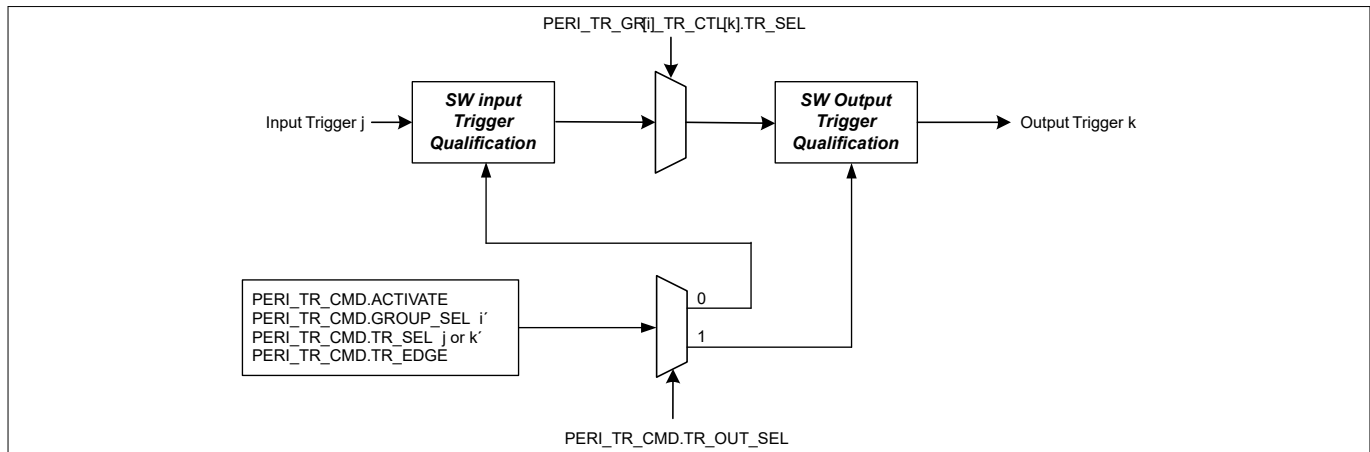 PERI_TR_GR[i]_TR_CTL[k].TR_SEL
SW input
Trigger
Qualification
SW Output
Trigger
Qualification
Input Trigger j
Output Trigger k
PERI_TR_CMD.ACTIVATE
PERI_TR_CMD.GROUP_SEL i´
PERI_TR_CMD.TR_SEL j or k´
PERI_TR_CMD.TR_EDGE
0
1
PERI_TR_CMD.TR_OUT_SEL